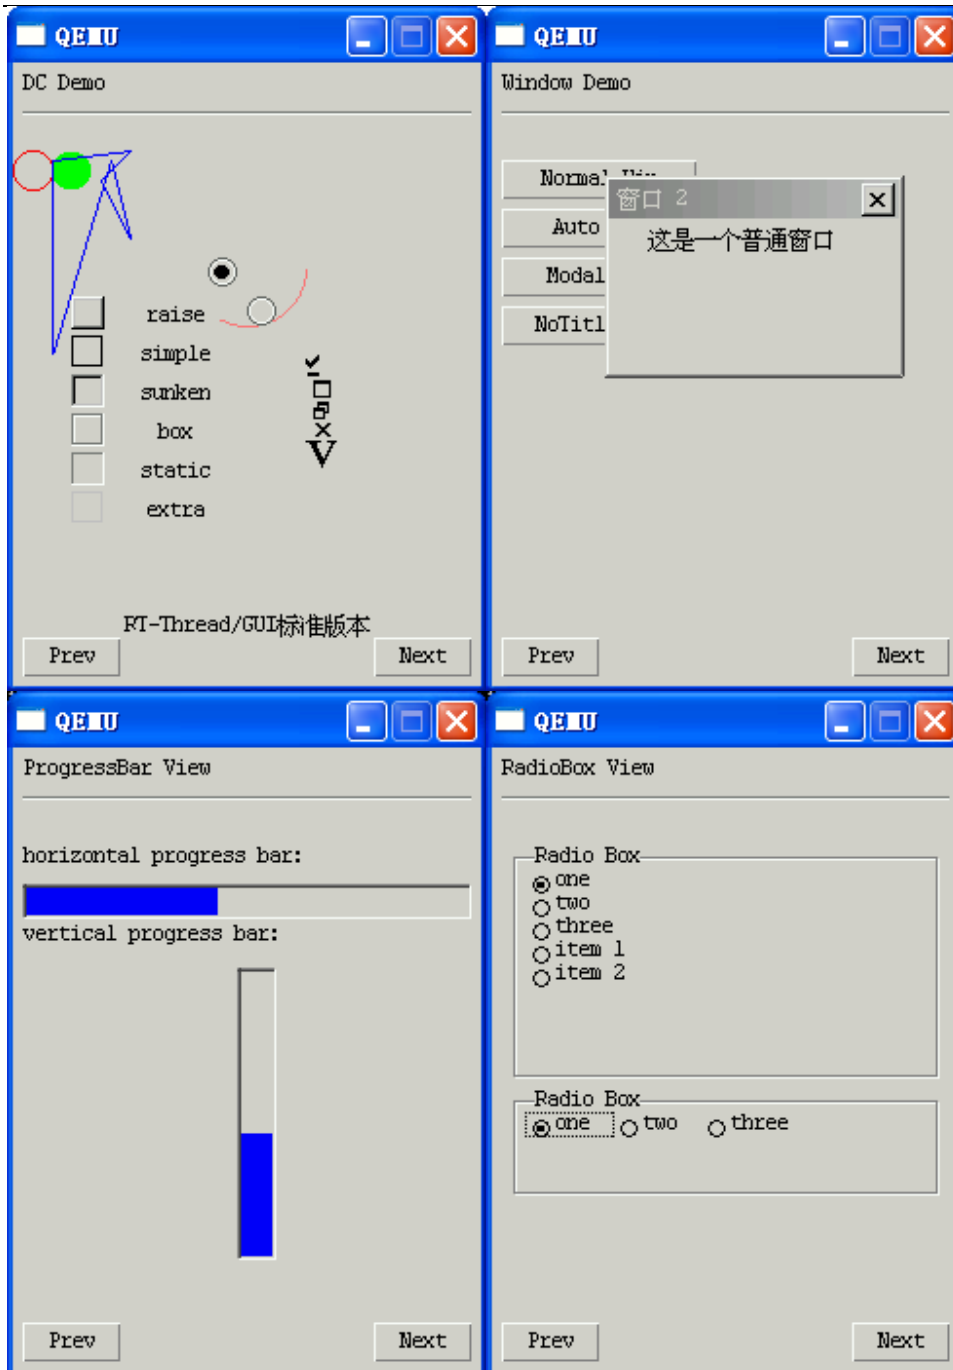 QEMU
DC Demo
raise
simple
sunken
box
static
extra
V
RT-Thread/GUI标准版本
Prev
Next
QEMU
Window Demo
Normal
Auto
Modal
NoTitl
窗口 2
这是一个普通窗口
Prev
Next
QEMU
ProgressBar View
horizontal progress bar:
vertical progress bar:
Prev
Next
QEMU
RadioBox View
Radio Box
one
two
three
item 1
item 2
Radio Box
one two three
Prev
Next